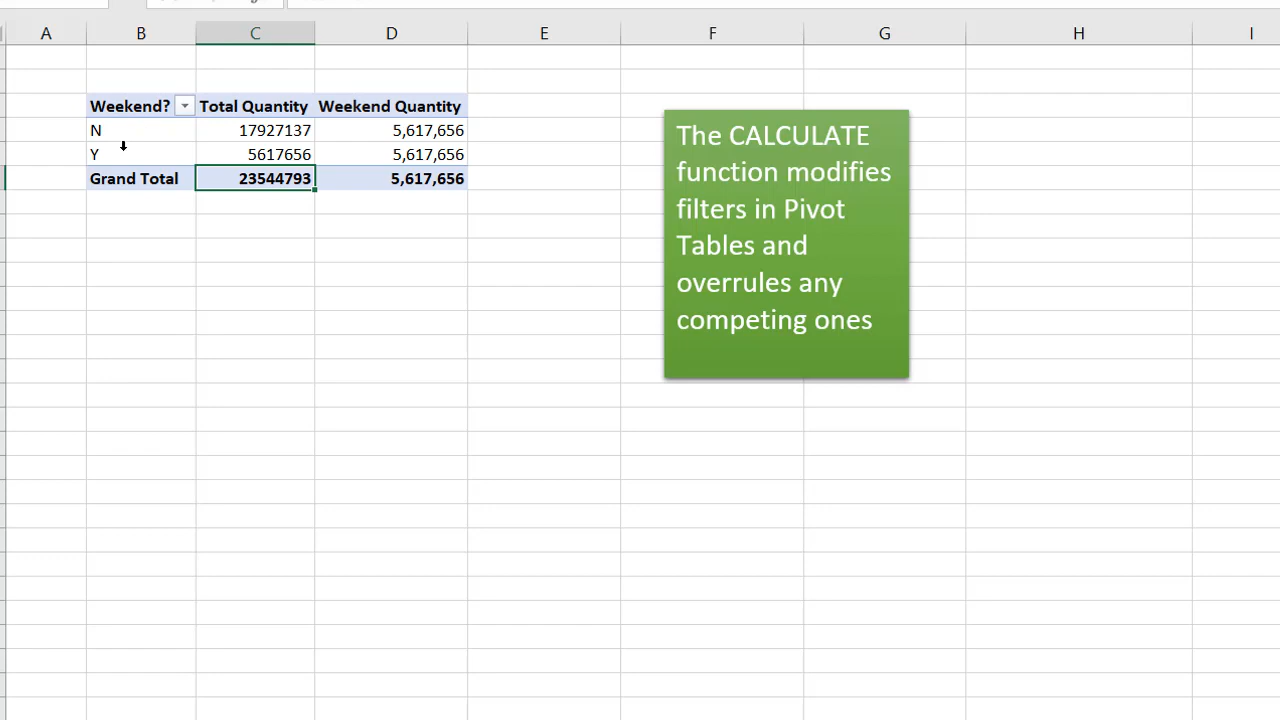 A B C D E F G H I
Weekend? Total Quantity Weekend Quantity
N 17927137 5,617,656
Y 5617656 5,617,656
Grand Total 23544793 5,617,656
The CALCULATE
function modifies
filters in Pivot
Tables and
overrules any
competing ones